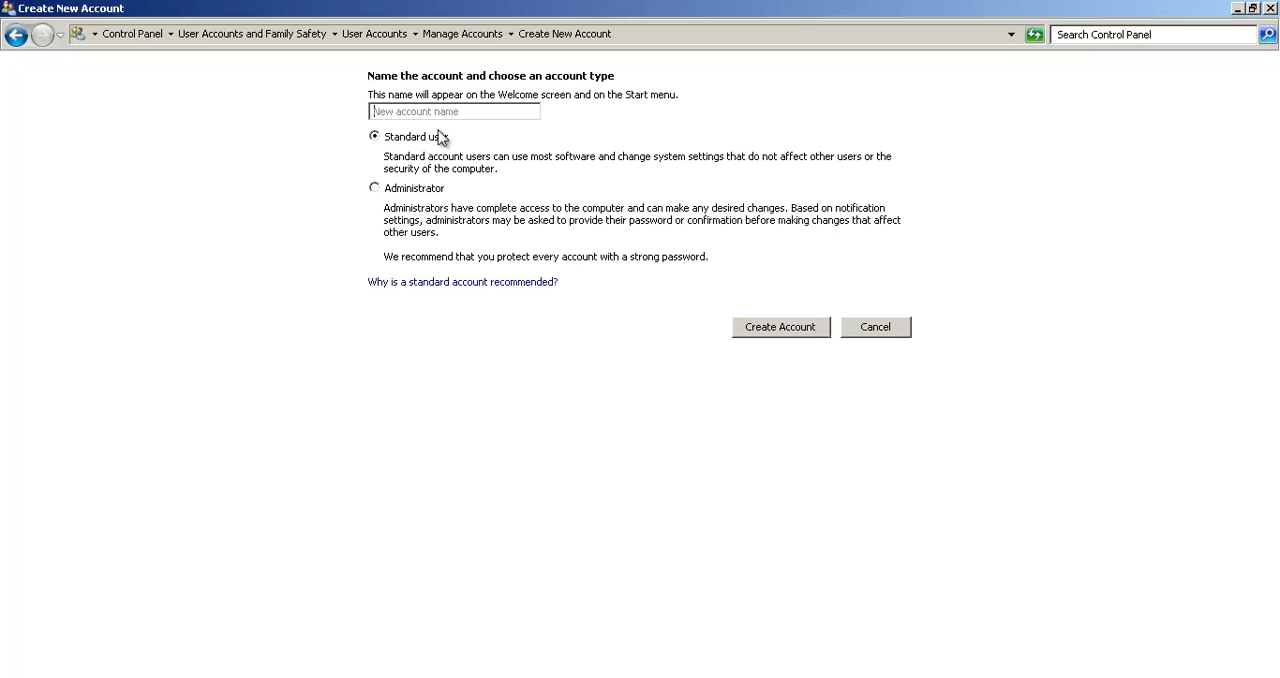 Create New Account
Control Panel User Accounts and Family Safety User Accounts Manage Accounts Create New Account Search Control Panel
Name the account and choose an account type
This name will appear on the Welcome screen and on the Start menu.
New account name
Standard user
Standard account users can use most software and change system settings that do not affect other users or the
security of the computer.
Administrator
Administrators have complete access to the computer and can make any desired changes. Based on notification
settings, administrators may be asked to provide their password or confirmation before making changes that affect
other users.
We recommend that you protect every account with a strong password.
Why is a standard account recommended?
Create Account Cancel